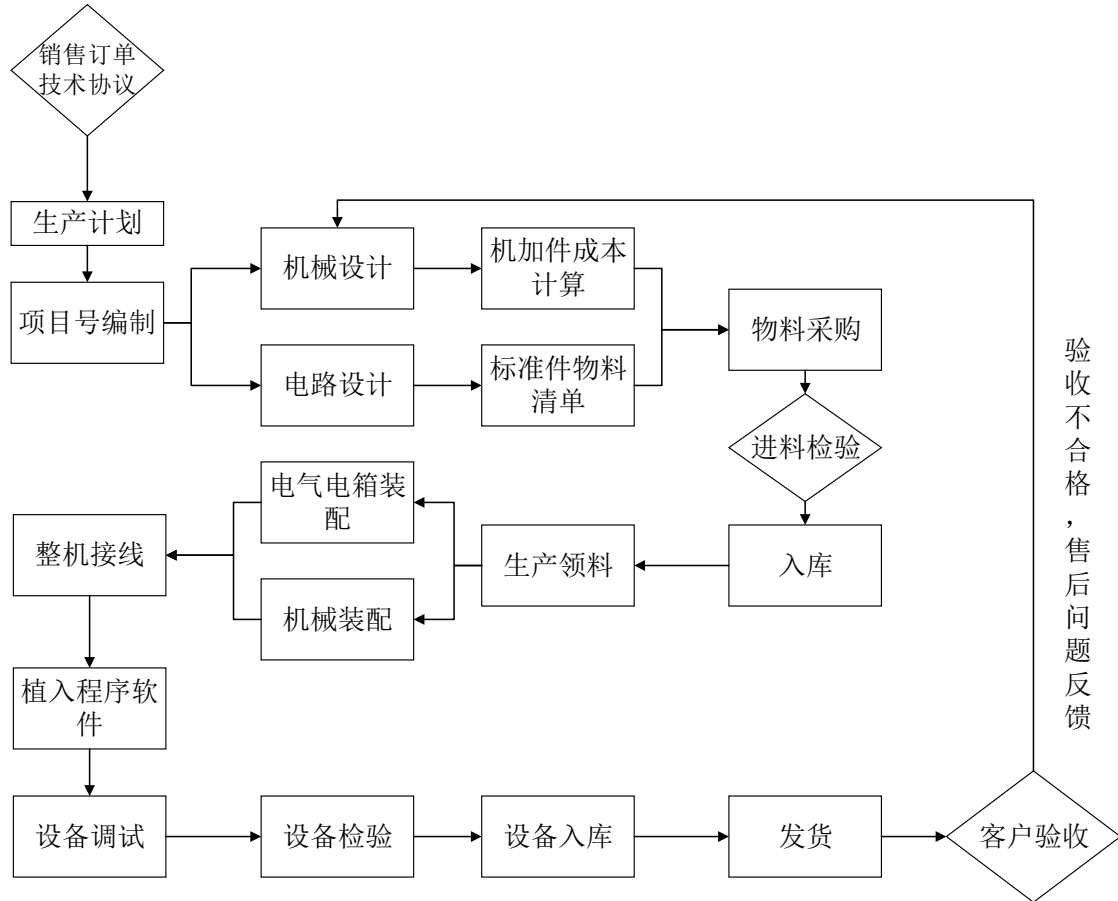 销售订单
技术协议
生产计划
项目号编制
机械设计
机加件成本
计算
电路设计
标准件物料
清单
物料采购
进料检验
入库
生产领料
电气电箱装
配
机械装配
整机接线
植入程序软
件
设备调试
设备检验
设备入库
发货
客户验收
验收不合格，售后问题反馈